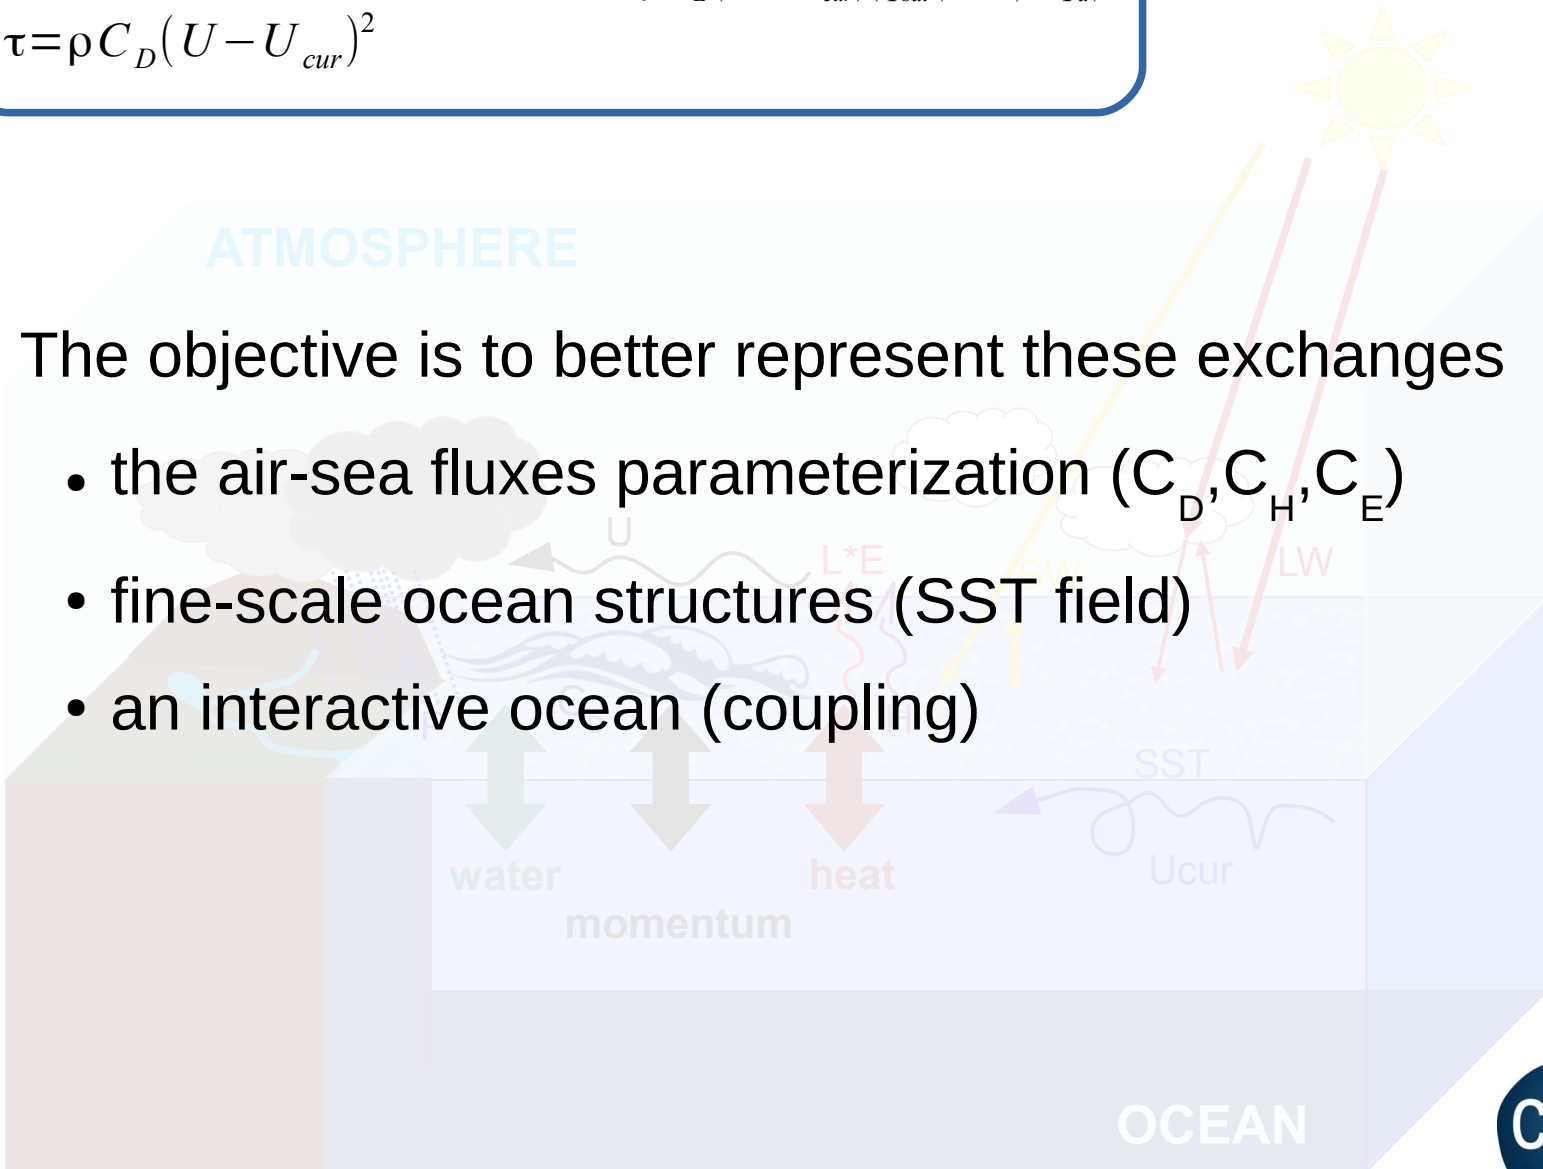 τ=ρC_D(U−U_cur)²
ATMOSPHERE
The objective is to better represent these exchanges
• the air-sea fluxes parameterization (C_D,C_H,C_E)
U
L*E
SW
LW
• fine-scale ocean structures (SST field)
• an interactive ocean (coupling)
SST
water
heat
Ucur
momentum
OCEAN